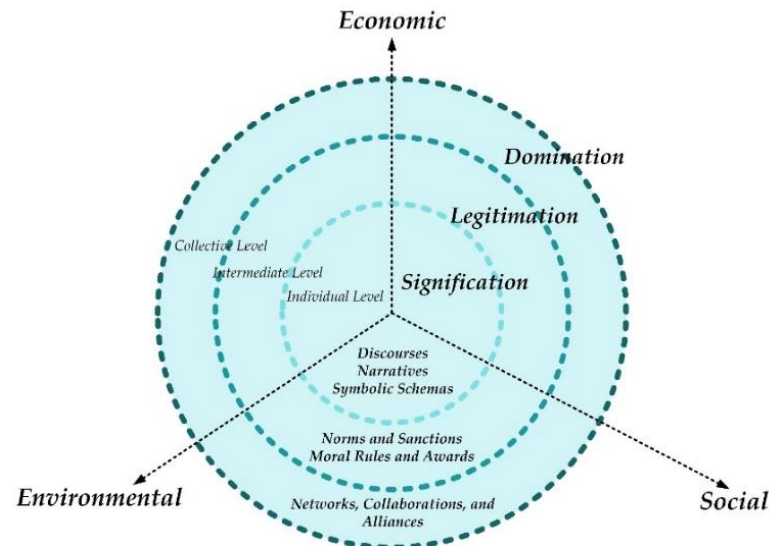 Economic
Domination
Legitimation
Collective Level
Intermediate Level
Signification
Individual Level
Discourses
Narratives
Symbolic Schemas
Norms and Sanctions
Moral Rules and Awards
Environmental
Social
Networks, Collaborations, and
Alliances